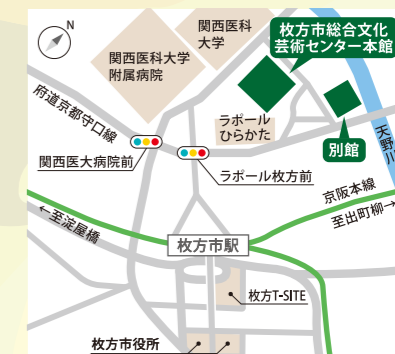 N
関西医科
大学
関西医科大学
附属病院
枚方市総合文化
芸術センター本館
府道京都守口線
ラポール
ひらかた
別館
天野川
関西医大病院前
ラポール枚方前
京阪本線
至出町柳→
←至淀屋橋
枚方市駅
枚方T-SITE
枚方市役所